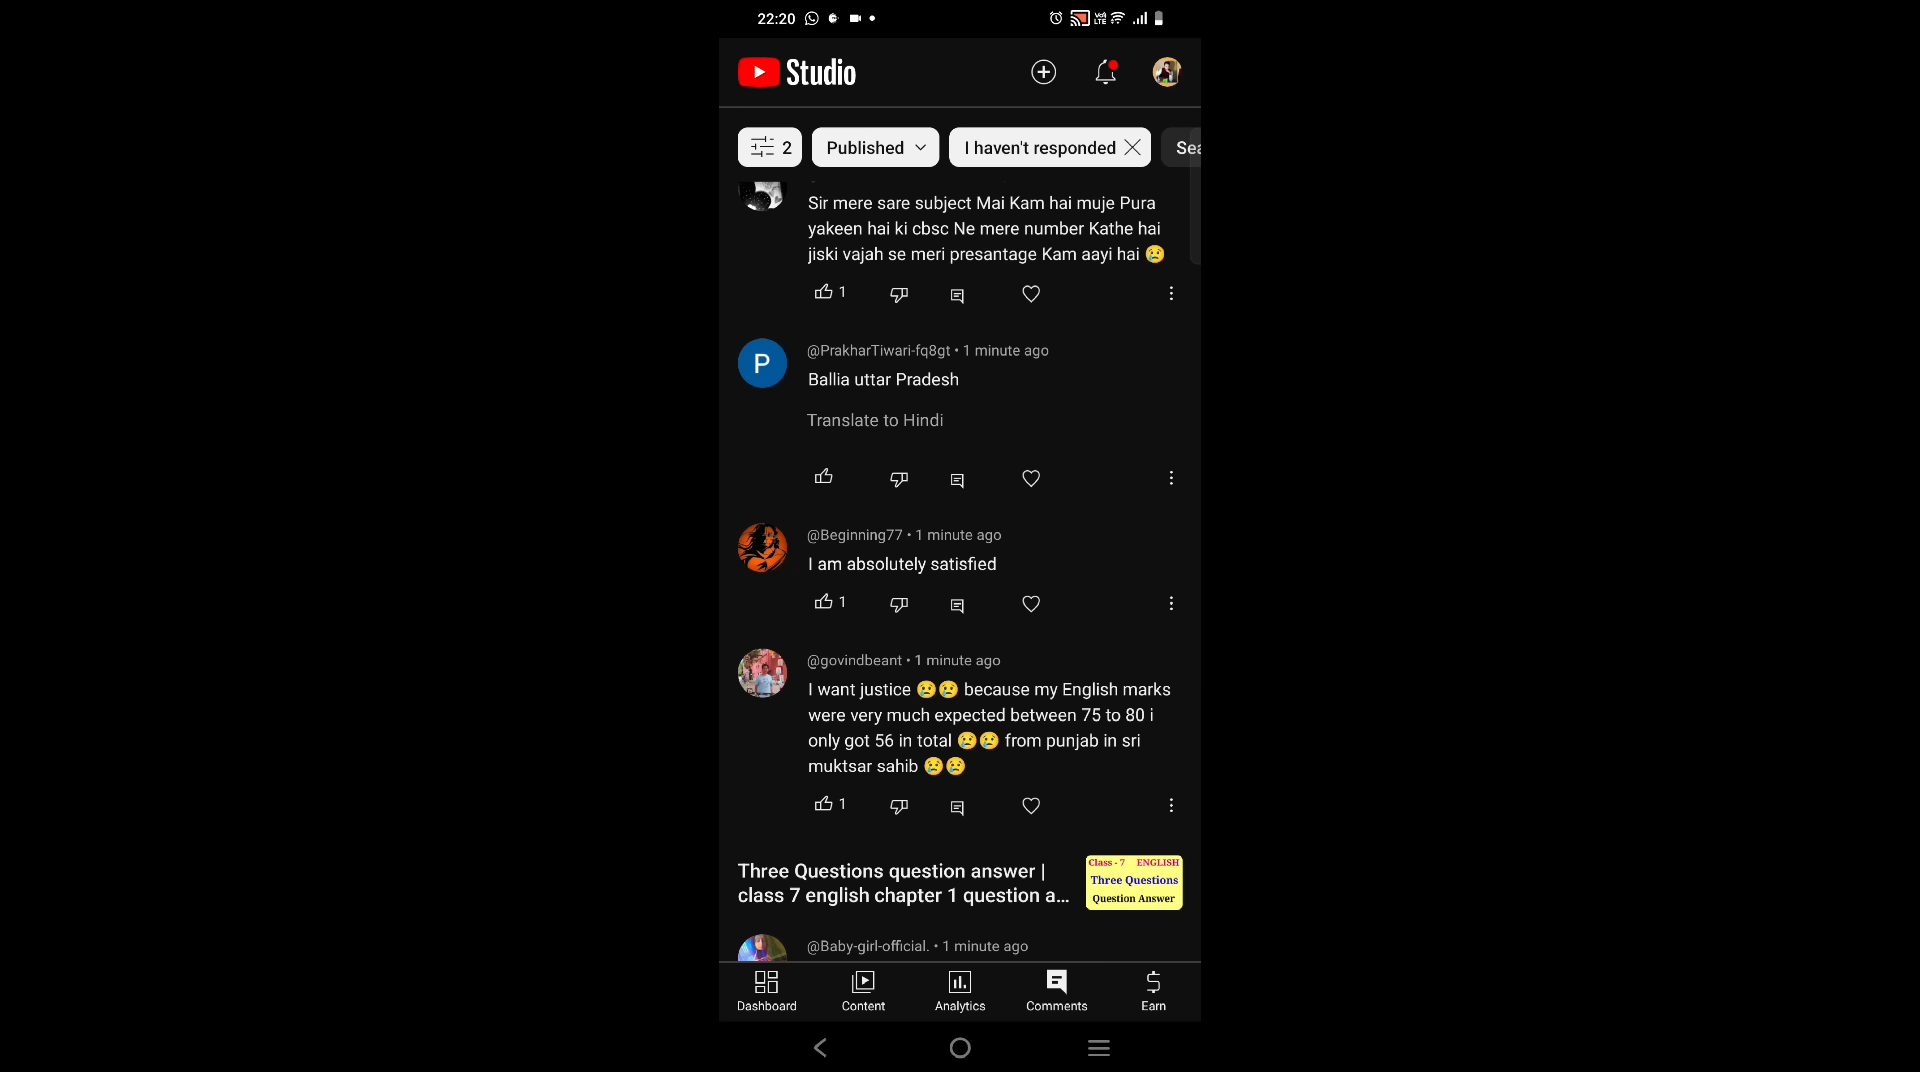 22:20
Vo)) LTE
Studio
2 Published I haven't responded Sea
Sir mere sare subject Mai Kam hai muje Pura
yakeen hai ki cbsc Ne mere number Kathe hai
jiski vajah se meri presantage Kam aayi hai 😢
1
@PrakharTiwari-fq8gt • 1 minute ago
P
Ballia uttar Pradesh
Translate to Hindi
@Beginning77 • 1 minute ago
I am absolutely satisfied
1
@govindbeant • 1 minute ago
I want justice 😢😢 because my English marks
were very much expected between 75 to 80 i
only got 56 in total 😢😢 from punjab in sri
muktsar sahib 😢😢
1
Three Questions question answer |
class 7 english chapter 1 question a...
Class - 7 ENGLISH
Three Questions
Question Answer
@Baby-girl-official. • 1 minute ago
Dashboard Content Analytics Comments Earn